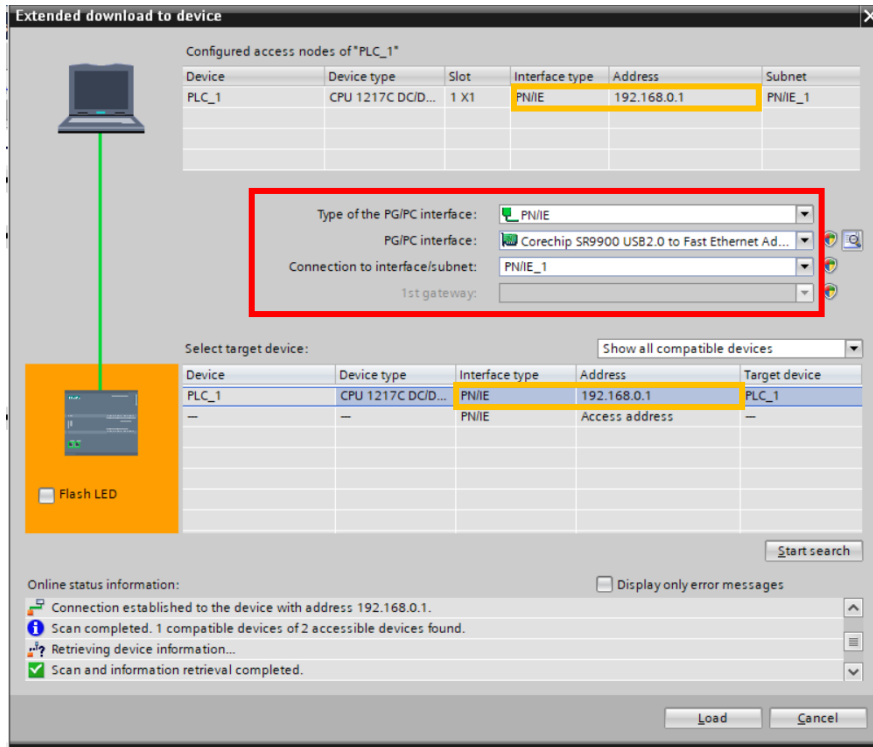 Extended download to device
Configured access nodes of "PLC_1"
Device Device type Slot Interface type Address Subnet
PLC_1 CPU 1217C DC/D... 1 X1 PN/IE 192.168.0.1 PN/IE_1
Type of the PG/PC interface: PN/IE
PG/PC interface: Corechip SR9900 USB2.0 to Fast Ethernet Ad...
Connection to interface/subnet: PN/IE_1
1st gateway:
Select target device: Show all compatible devices
Device Device type Interface type Address Target device
PLC_1 CPU 1217C DC/D... PN/IE 192.168.0.1 PLC_1
— — PN/IE Access address —
Flash LED
Start search
Online status information: Display only error messages
Connection established to the device with address 192.168.0.1.
Scan completed. 1 compatible devices of 2 accessible devices found.
Retrieving device information...
Scan and information retrieval completed.
Load Cancel